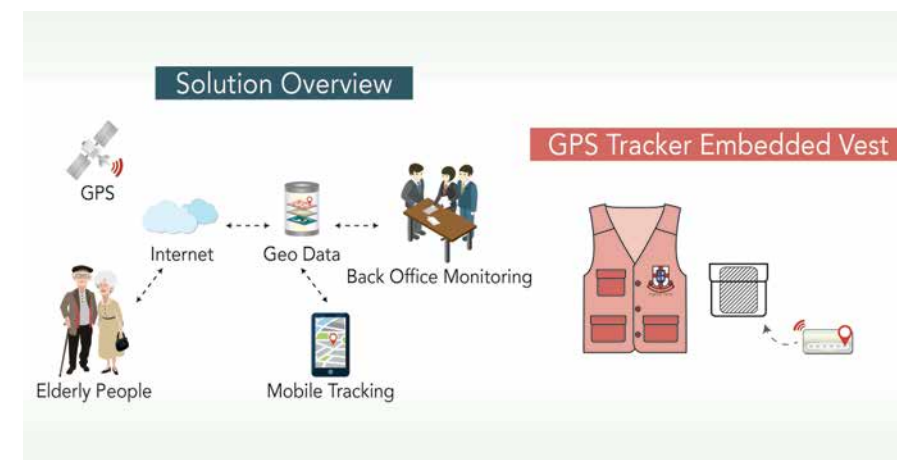 Solution Overview
GPS Tracker Embedded Vest
GPS
Internet
Geo Data
Back Office Monitoring
Elderly People
Mobile Tracking